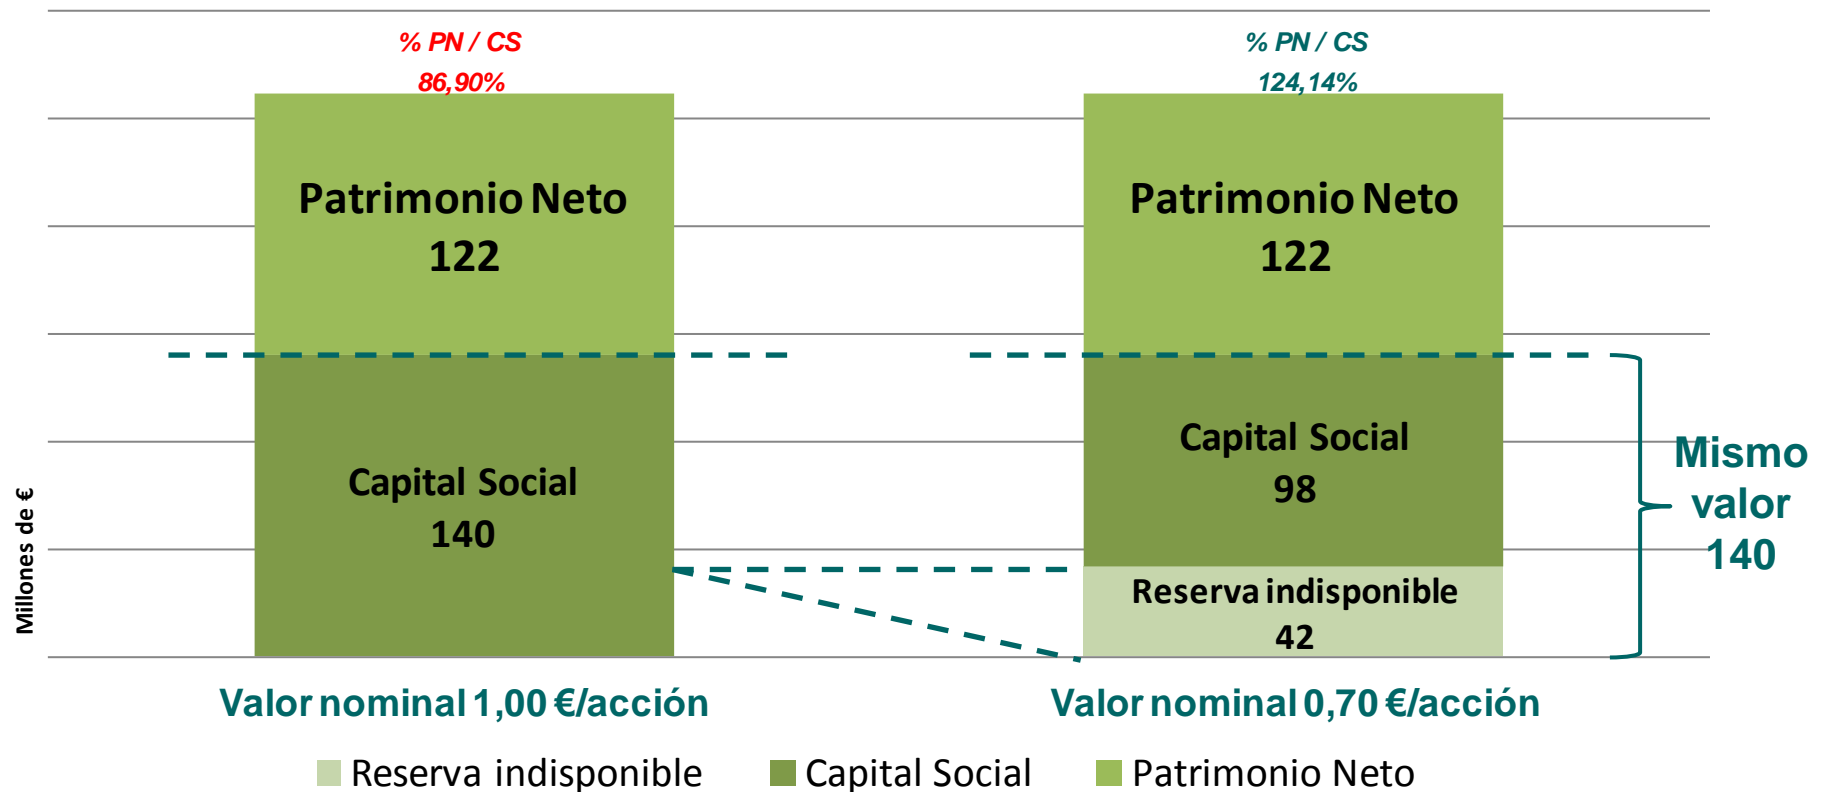 % PN / CS
86,90%
% PN / CS
124,14%
Patrimonio Neto
122
Patrimonio Neto
122
Capital Social
140
Capital Social
98
Reserva indisponible
42
Mismo
valor
140
Millones de €
Valor nominal 1,00 €/acción
Valor nominal 0,70 €/acción
Reserva indisponible
Capital Social
Patrimonio Neto